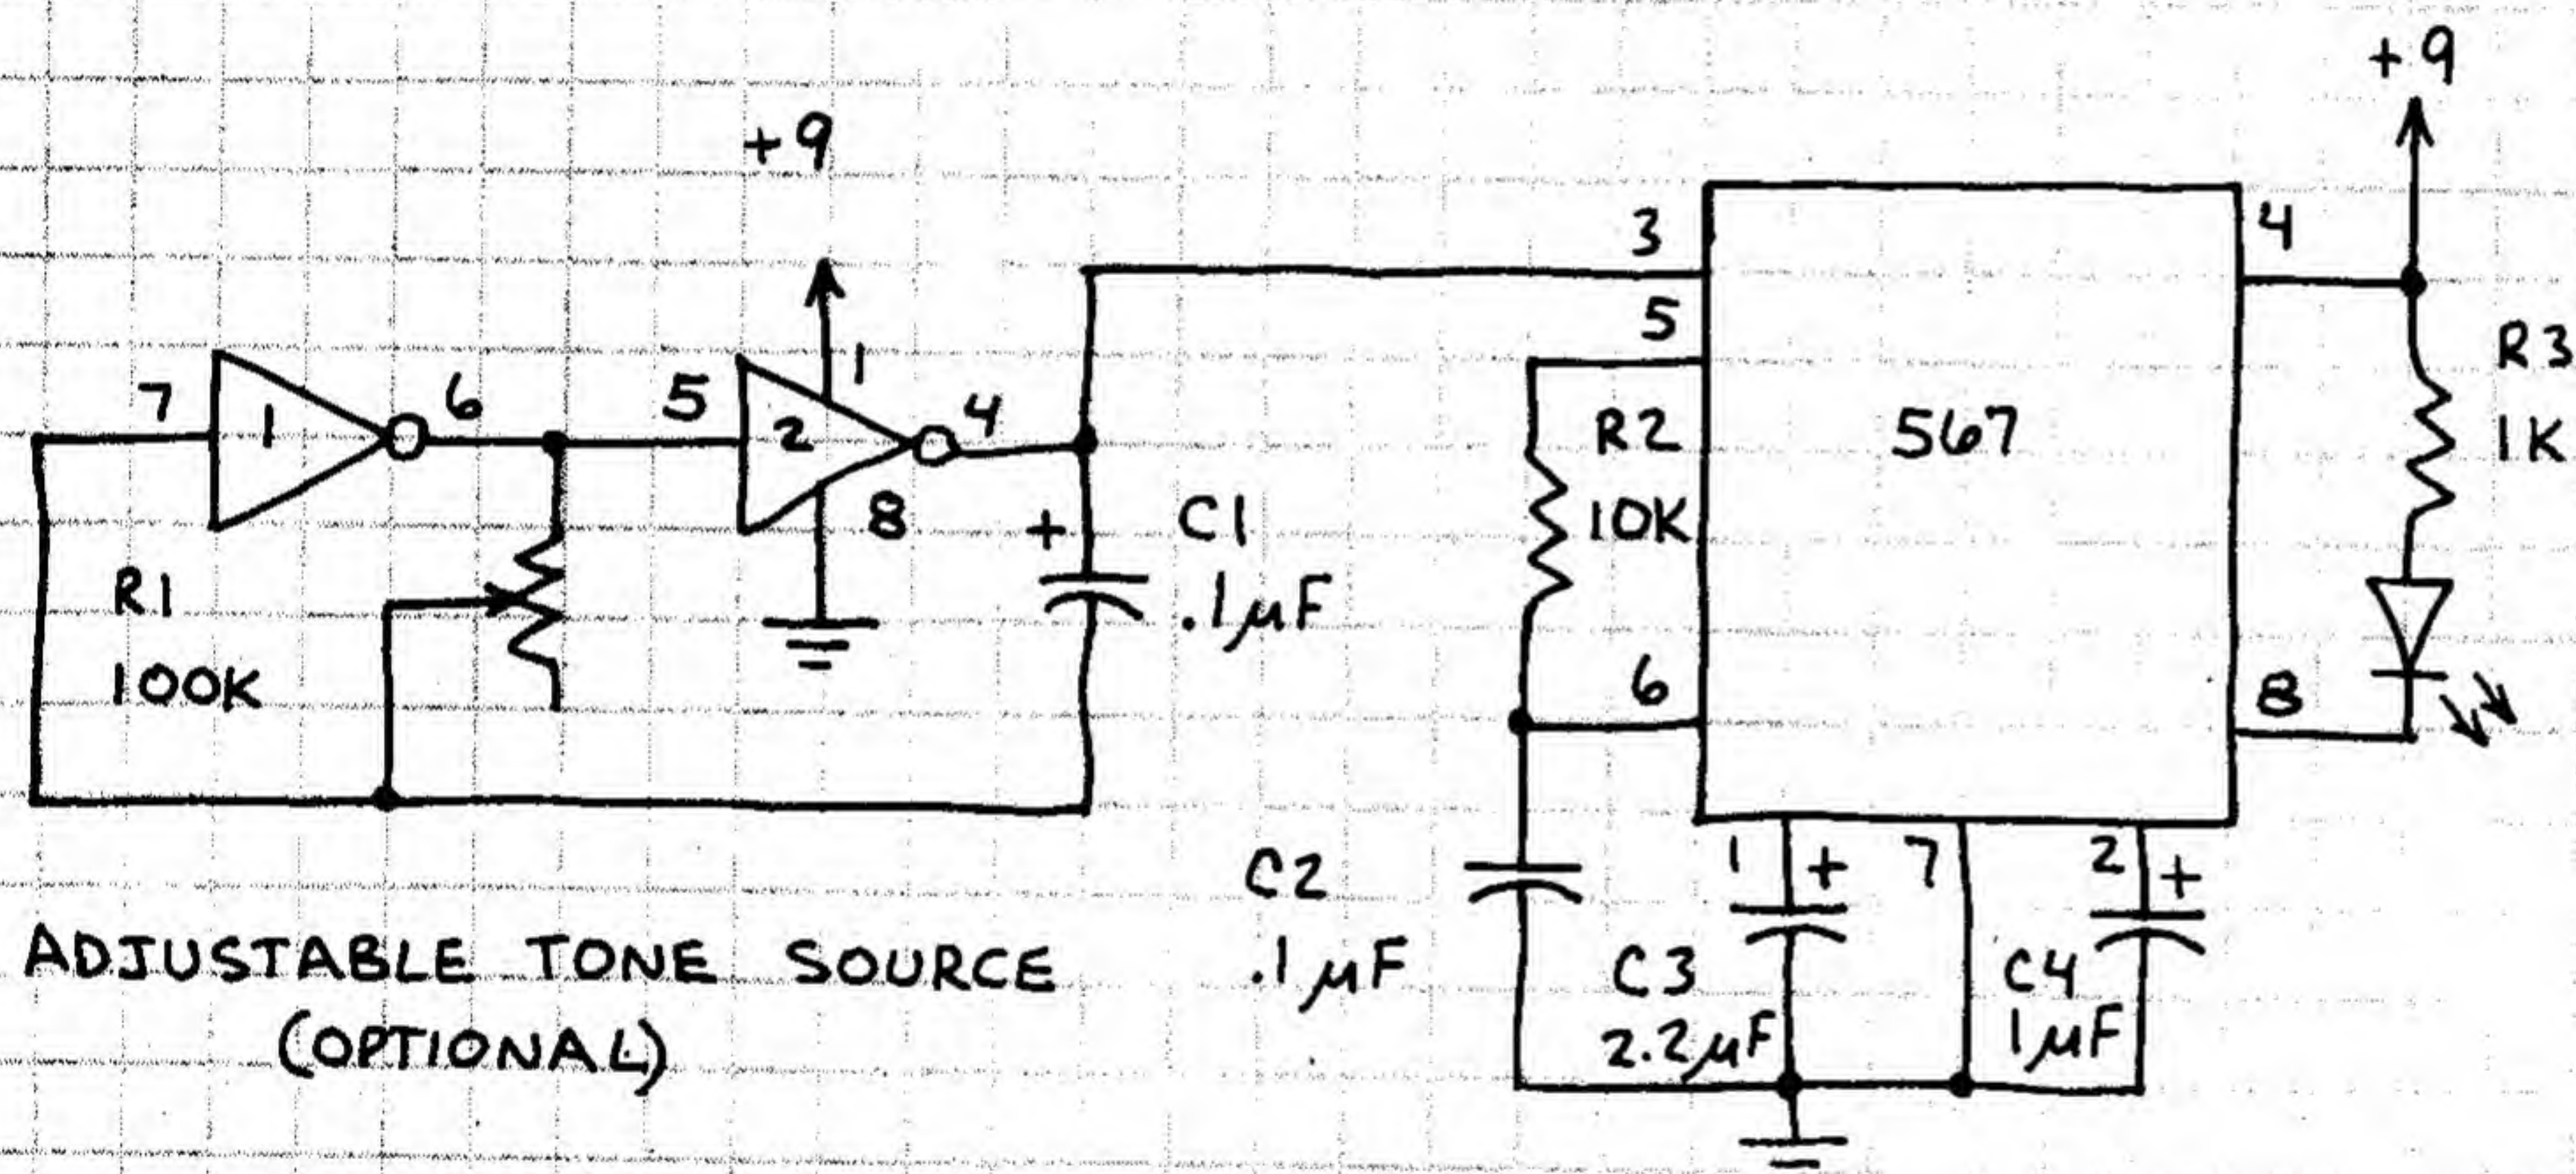 +9
+9
3
4
5
R3
1K
7
1
6
5
2
1
4
8
R2
10K
567
+
C1
.1µF
R1
100K
6
8
C2
.1µF
1
+
7
2
+
C3
2.2µF
C4
1µF
ADJUSTABLE TONE SOURCE
(OPTIONAL)